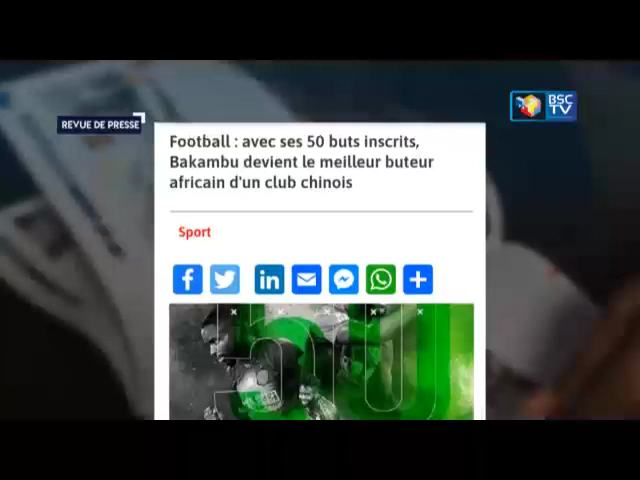 BSC
TV
REVUE DE PRESSE
Football : avec ses 50 buts inscrits,
Bakambu devient le meilleur buteur
africain d'un club chinois
Sport
50